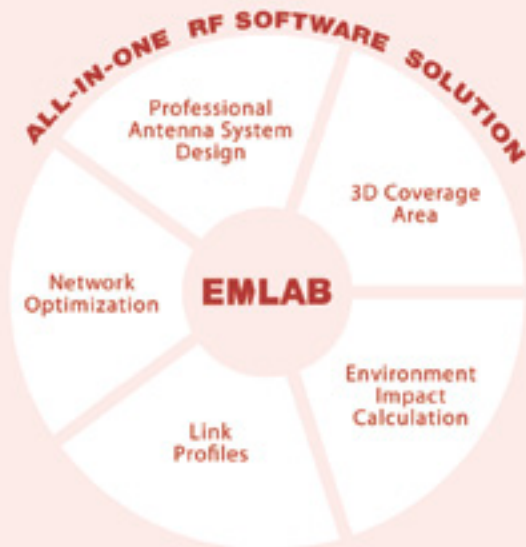 ALL-IN-ONE RF SOFTWARE SOLUTION
Professional
Antenna System
Design
3D Coverage
Area
Network
Optimization
EMLAB
Environment
Impact
Calculation
Link
Profiles